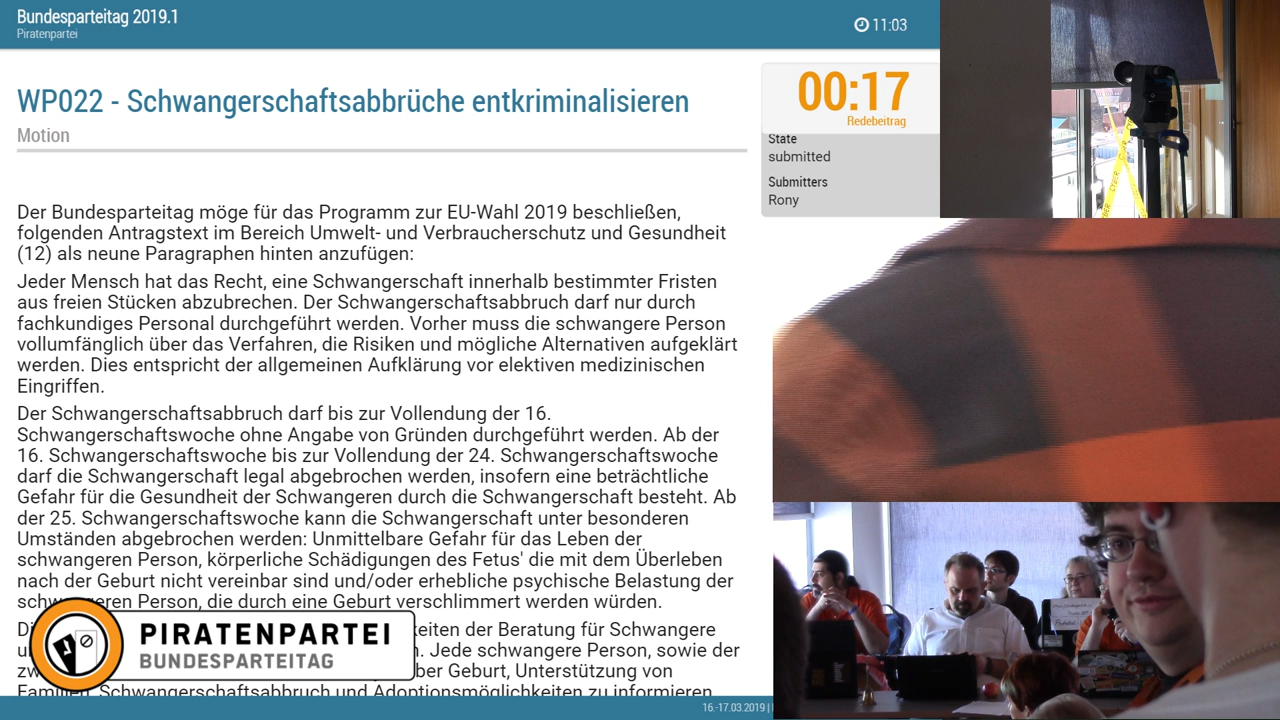 Bundesparteitag 2019.1
Piratenpartei
11:03
WP022 - Schwangerschaftsabbrüche entkriminalisieren
Motion
00:17
Redebeitrag
State
submitted
Submitters
Rony
Der Bundesparteitag möge für das Programm zur EU-Wahl 2019 beschließen,
folgenden Antragstext im Bereich Umwelt- und Verbraucherschutz und Gesundheit
(12) als neune Paragraphen hinten anzufügen:
Jeder Mensch hat das Recht, eine Schwangerschaft innerhalb bestimmter Fristen
aus freien Stücken abzubrechen. Der Schwangerschaftsabbruch darf nur durch
fachkundiges Personal durchgeführt werden. Vorher muss die schwangere Person
vollumfänglich über das Verfahren, die Risiken und mögliche Alternativen aufgeklärt
werden. Dies entspricht der allgemeinen Aufklärung vor elektiven medizinischen
Eingriffen.
Der Schwangerschaftsabbruch darf bis zur Vollendung der 16.
Schwangerschaftswoche ohne Angabe von Gründen durchgeführt werden. Ab der
16. Schwangerschaftswoche bis zur Vollendung der 24. Schwangerschaftswoche
darf die Schwangerschaft legal abgebrochen werden, insofern eine beträchtliche
Gefahr für die Gesundheit der Schwangeren durch die Schwangerschaft besteht. Ab
der 25. Schwangerschaftswoche kann die Schwangerschaft unter besonderen
Umständen abgebrochen werden: Unmittelbare Gefahr für das Leben der
schwangeren Person, körperliche Schädigungen des Fetus' die mit dem Überleben
nach der Geburt nicht vereinbar sind und/oder erhebliche psychische Belastung der
schwangeren Person, die durch eine Geburt verschlimmert werden würden.
keiten der Beratung für Schwangere
Jede schwangere Person, sowie der
ber Geburt, Unterstützung von
Familien, Schwangerschaftsabbruch und Adoptionsmöglichkeiten zu informieren
PIRATENPARTEI
BUNDESPARTEITAG
16.-17.03.2019 |